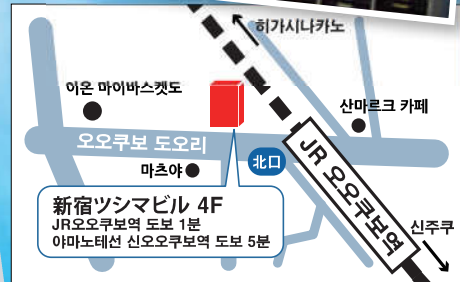 히가시나카노
이온 마이바스켓도
산마르크 카페
오오쿠보 도오리
마츠야
北口
JR 오오쿠보역
신주쿠
新宿ツシマビル 4F
JR오오쿠보역 도보 1분
야마노테선 신오오쿠보역 도보 5분